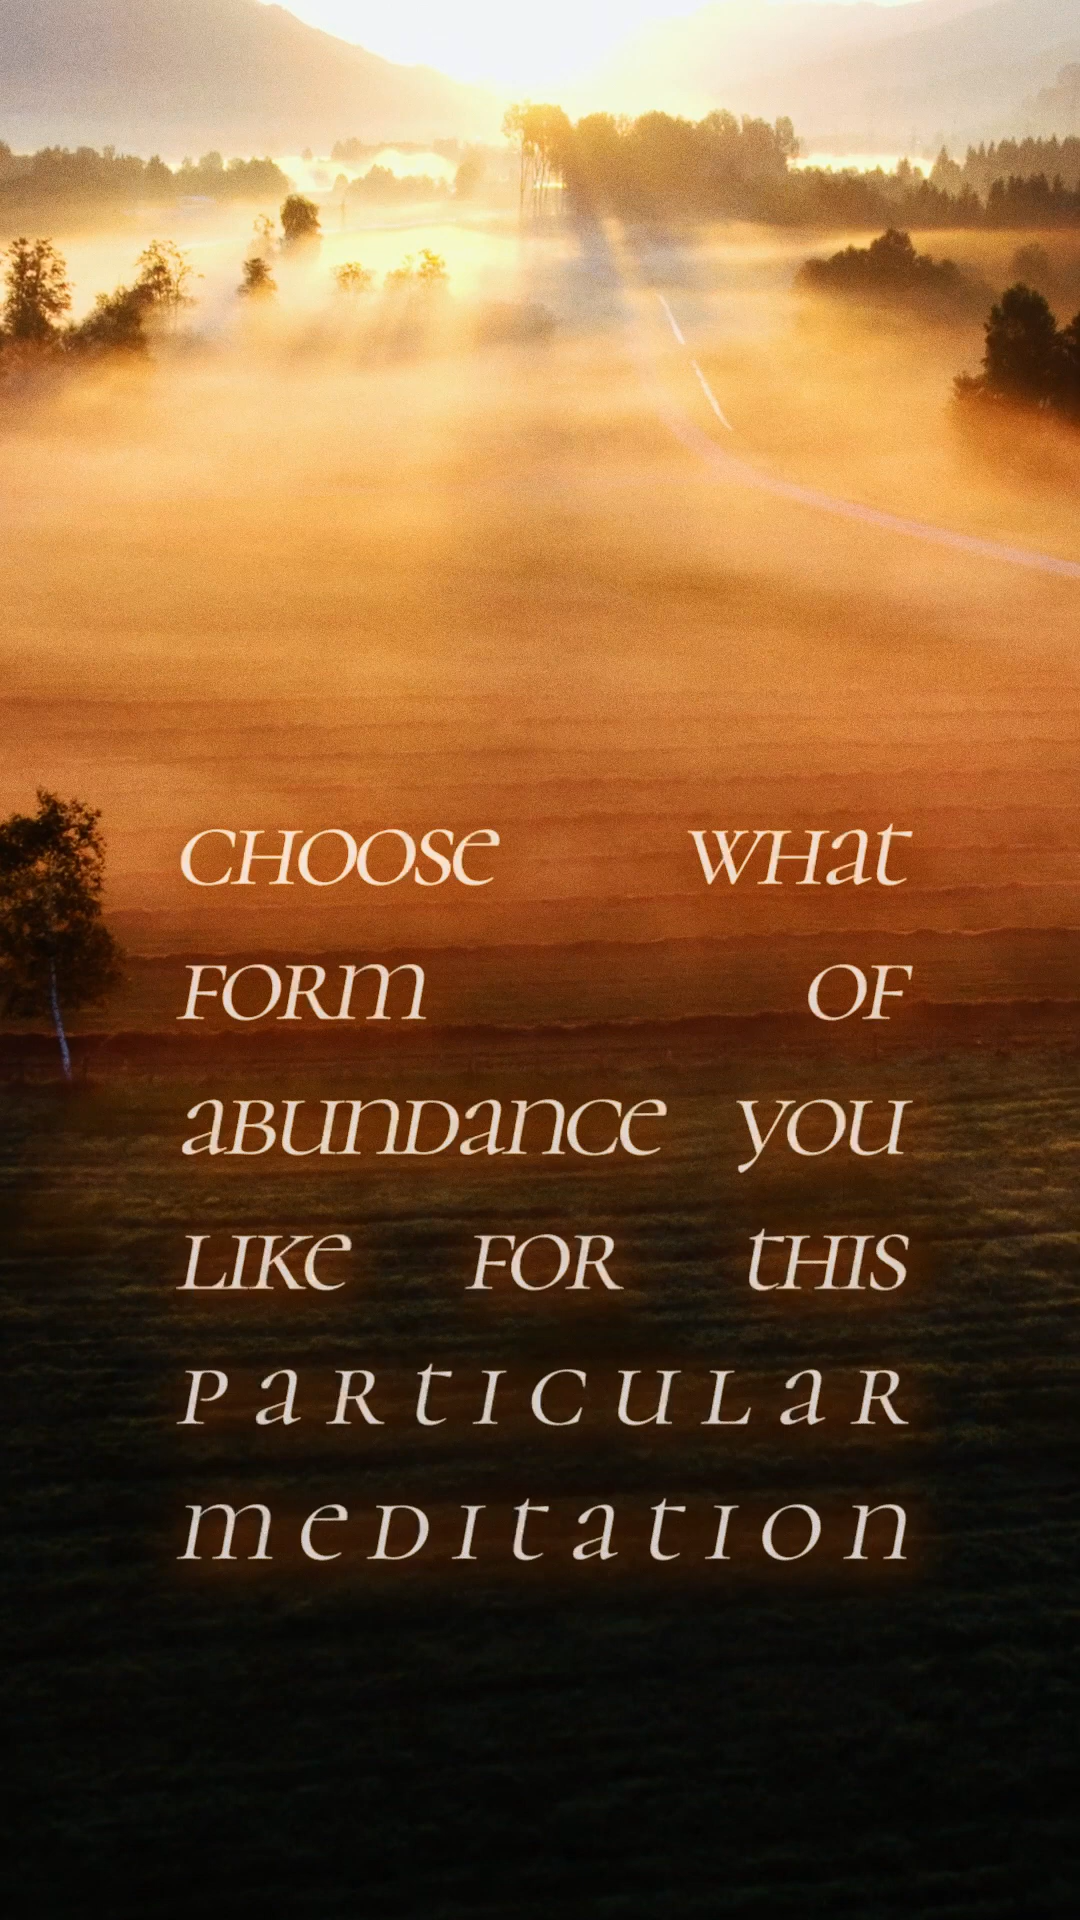 CHOOSE WHAT
FORM OF
ABUNDANCE YOU
LIKE FOR THIS
PARTICULAR
MEDITATION